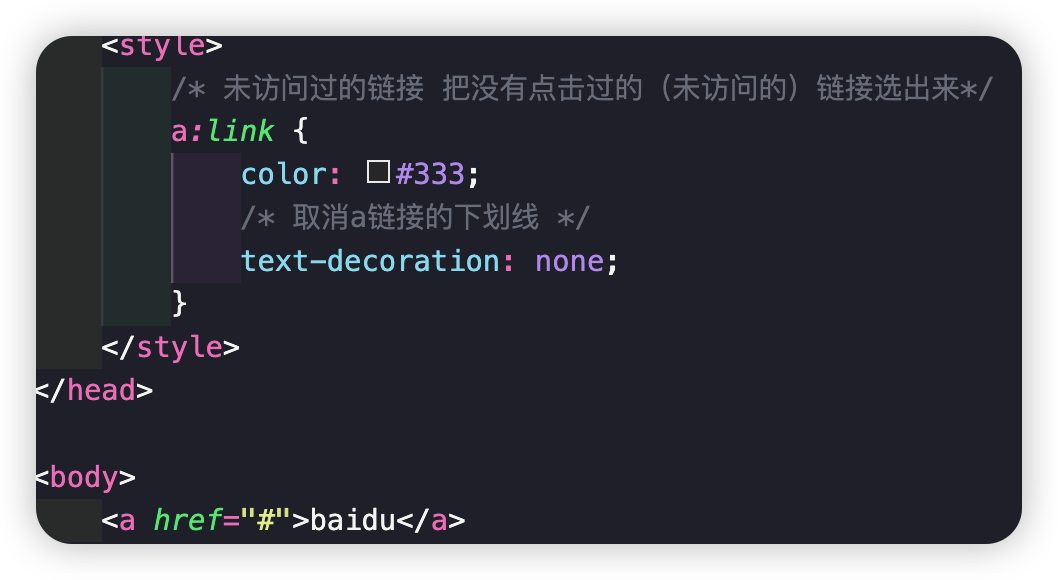 <style>
/* 未访问过的链接 把没有点击过的（未访问的）链接选出来*/
a:link {
color: #333;
/* 取消a链接的下划线 */
text-decoration: none;
}
</style>
</head>
<body>
<a href="#">baidu</a>